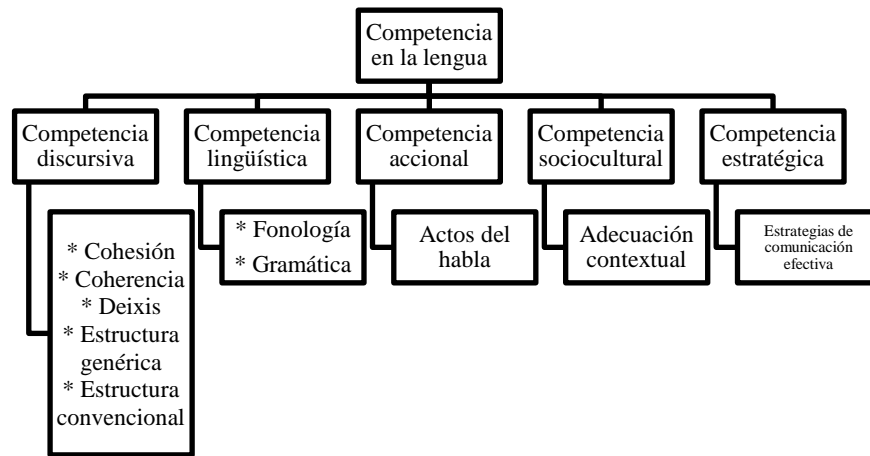 Competencia
en la lengua
Competencia
discursiva
Competencia
lingüística
Competencia
accional
Competencia
sociocultural
Competencia
estratégica
* Cohesión
* Coherencia
* Deixis
* Estructura
genérica
* Estructura
convencional
* Fonología
* Gramática
Actos del
habla
Adecuación
contextual
Estrategias de
comunicación
efectiva